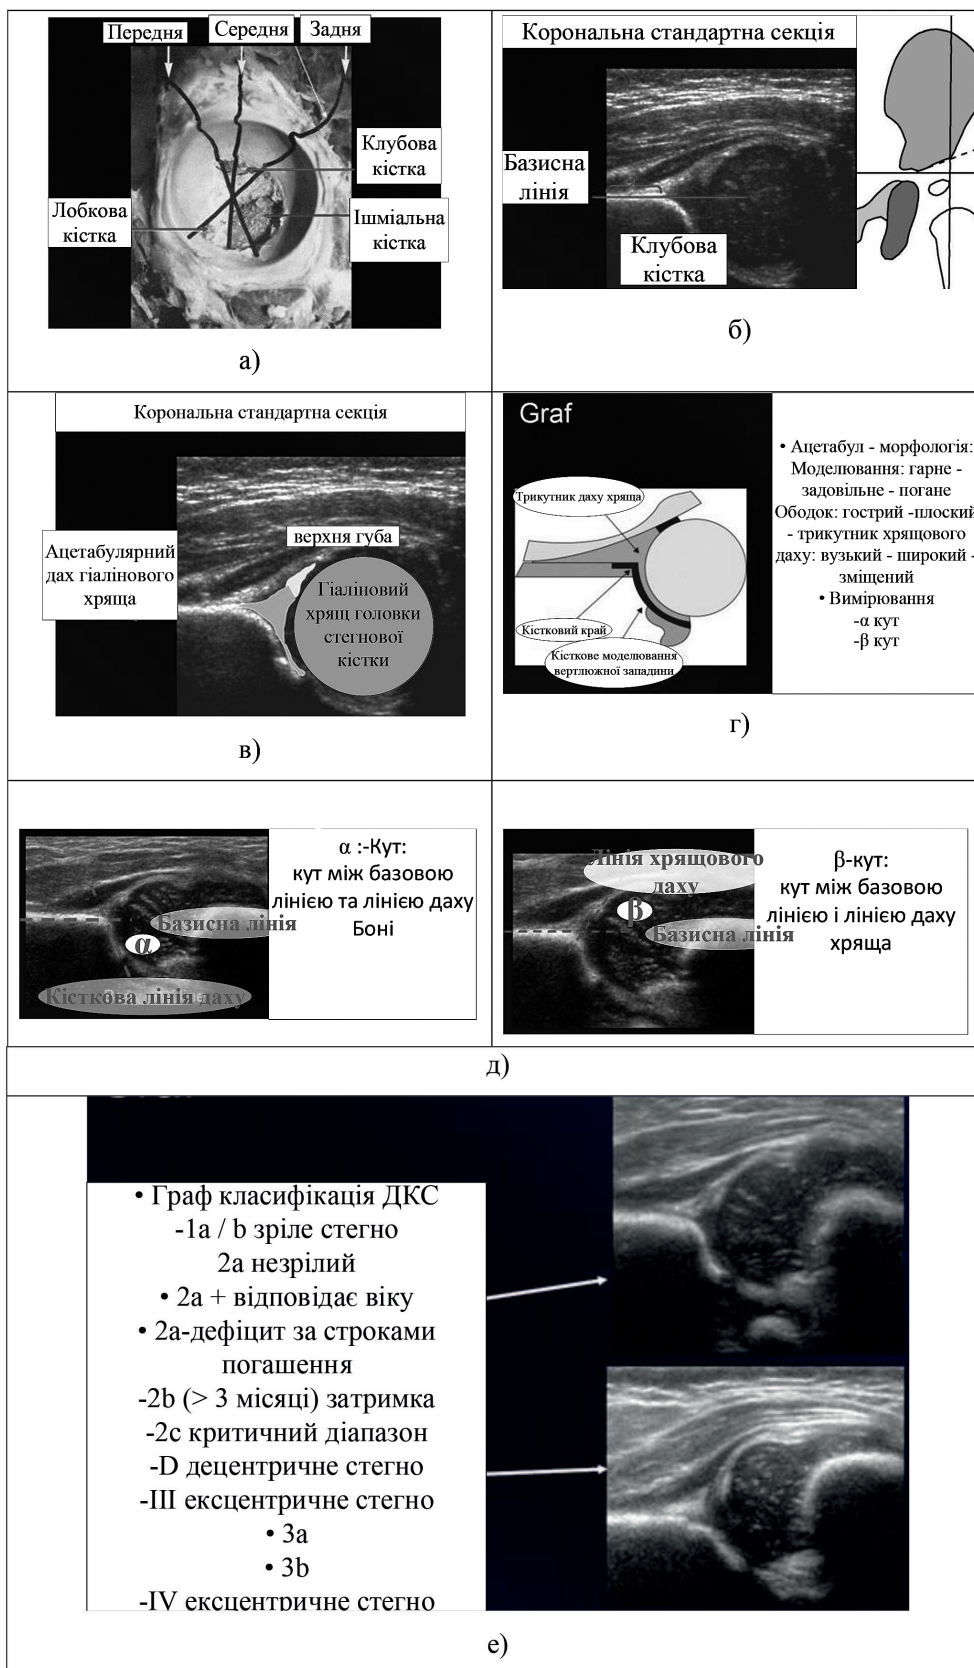 Передня
Середня
Задня
Клубова
кістка
Лобкова
кістка
Ішміальна
кістка
а)
Корональна стандартна секція
Базисна
лінія
Клубова
кістка
б)
Корональна стандартна секція
верхня губа
Ацетабулярний
дах гіалінового
хряща
Гіаліновий
хрящ головки
стегнової
кістки
в)
Graf
Трикутник даху хряща
Кістковий край
Кісткове моделювання
вертлюжної западини
• Ацетабул - морфологія:
Моделювання: гарне -
задовільне - погане
Ободок: гострий -плоский
- трикутник хрящового
даху: вузький - широкий -
зміщений
• Вимірювання
-α кут
-β кут
г)
α
Базисна лінія
Кісткова лінія даху
α :-Кут:
кут між базовою
лінією та лінією даху
Боні
Лінія хрящового
даху
β
Базисна лінія
β-кут:
кут між базовою
лінією і лінією даху
хряща
д)
• Граф класифікація ДКС
-1a / b зріле стегно
2a незрілий
• 2a + відповідає віку
• 2a-дефіцит за строками
погашення
-2b (> 3 місяці) затримка
-2c критичний діапазон
-D децентричне стегно
-III ексцентричне стегно
• 3a
• 3b
-IV ексцентричне стегно
е)